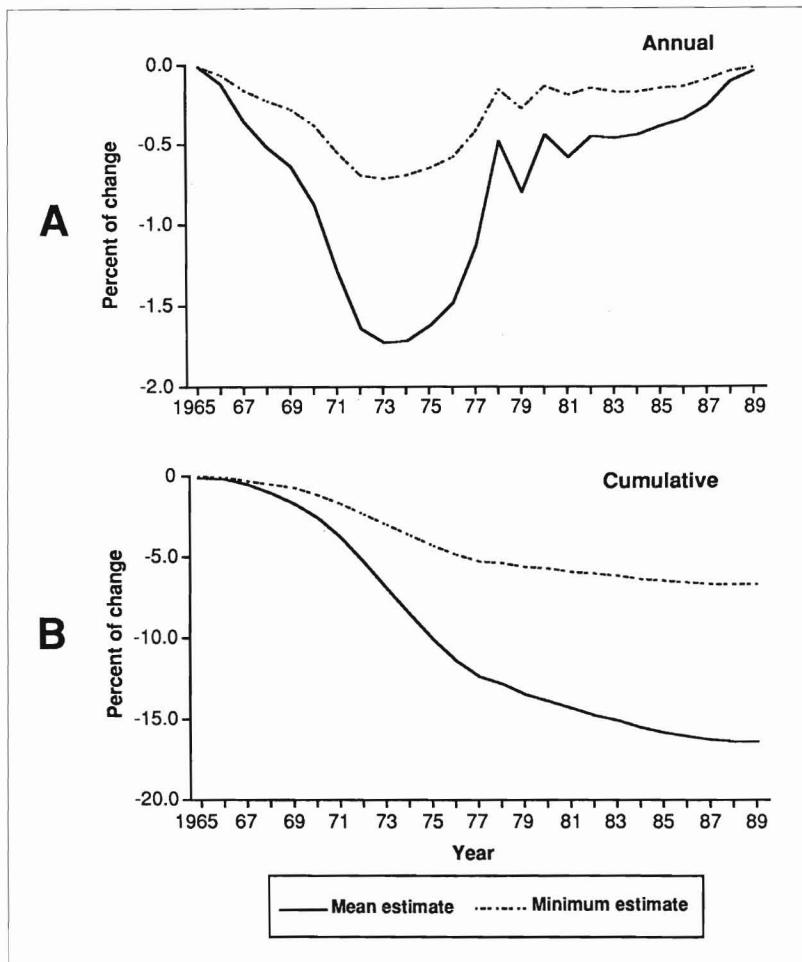 Annual
A
Percent of change
0.0
-0.5
-1.0
-1.5
-2.0
1965 67 69 71 73 75 77 79 81 83 85 87 89
Cumulative
B
Percent of change
0
-5.0
-10.0
-15.0
-20.0
1965 67 69 71 73 75 77 79 81 83 85 87 89
Year
Mean estimate Minimum estimate